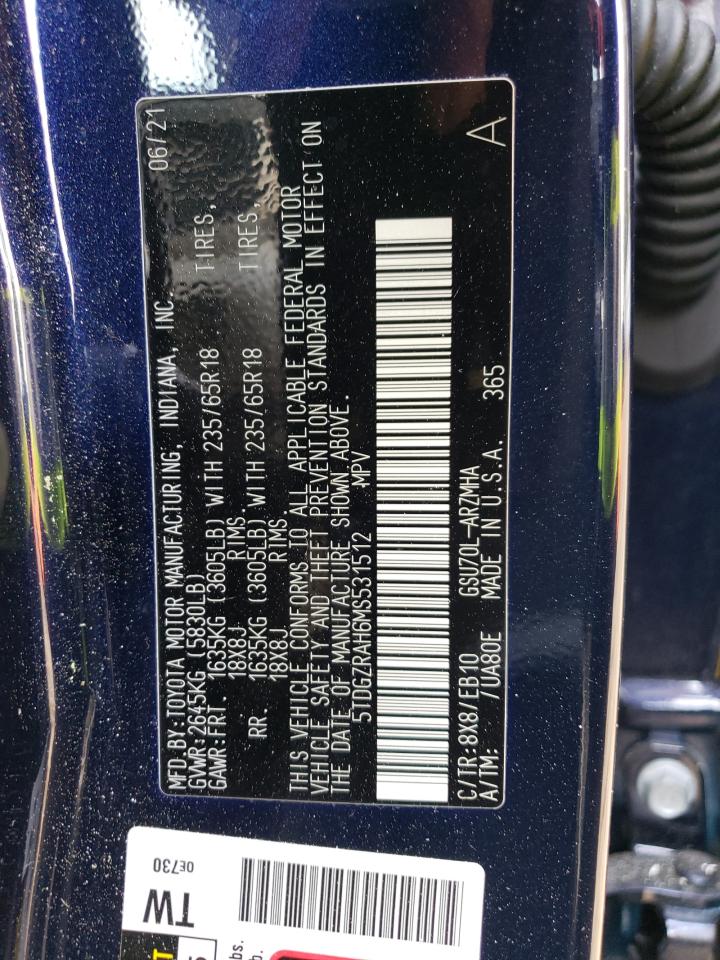 MFD.BY:TOYOTA MOTOR MANUFACTURING, INDIANA, INC. 06/21
GVWR:2645KG (5830LB)
GAWR:FRT. 1635KG (3605LB) WITH 235/65R18 TIRES,
18X8J RIMS
RR. 1635KG (3605LB) WITH 235/65R18 TIRES,
18X8J RIMS
THIS VEHICLE CONFORMS TO ALL APPLICABLE FEDERAL MOTOR
VEHICLE SAFETY AND THEFT PREVENTION STANDARDS IN EFFECT ON
THE DATE OF MANUFACTURE SHOWN ABOVE.
5TDGZRAH6MS531512 MPV
C/TR:8X8/EB10 GSU70L-ARZMHA 365 A
A/TM: /UA80E MADE IN U.S.A.
TW
0E730
bs.
b.